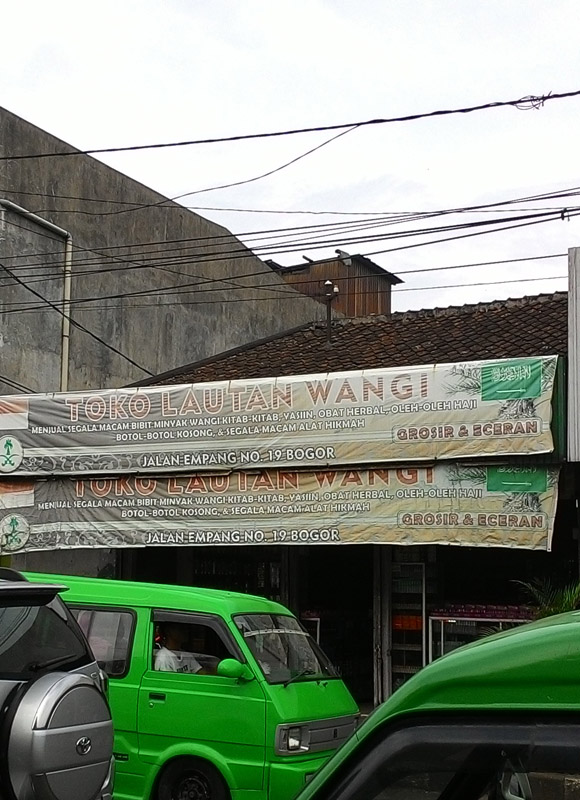 TOKO LAUTAN WANGI
MENJUAL SEGALA MACAM BIBIT MINYAK WANGI KITAB-KITAB, YASIIN, OBAT HERBAL, OLEH-OLEH HAJI
BOTOL-BOTOL KOSONG, & SEGALA MACAM ALAT HIKMAH
GROSIR & ECERAN
JALAN EMPANG NO. 19 BOGOR
TOKO LAUTAN WANGI
MENJUAL SEGALA MACAM BIBIT MINYAK WANGI KITAB-KITAB, YASIIN, OBAT HERBAL, OLEH-OLEH HAJI
BOTOL-BOTOL KOSONG, & SEGALA MACAM ALAT HIKMAH
GROSIR & ECERAN
JALAN EMPANG NO. 19 BOGOR